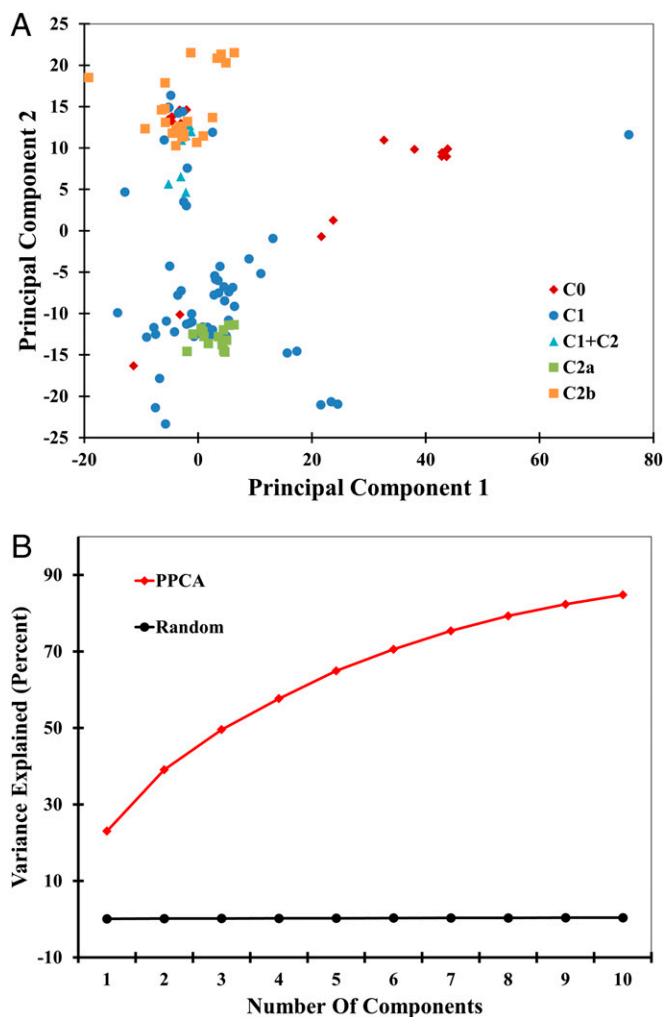 A
25
20
15
10
5
0
-5
-10
-15
-20
-25
Principal Component 2
C0
C1
C1+C2
C2a
C2b
-20 0 20 40 60 80
Principal Component 1
B
90
70
50
30
10
-10
Variance Explained (Percent)
PPCA
Random
1 2 3 4 5 6 7 8 9 10
Number Of Components